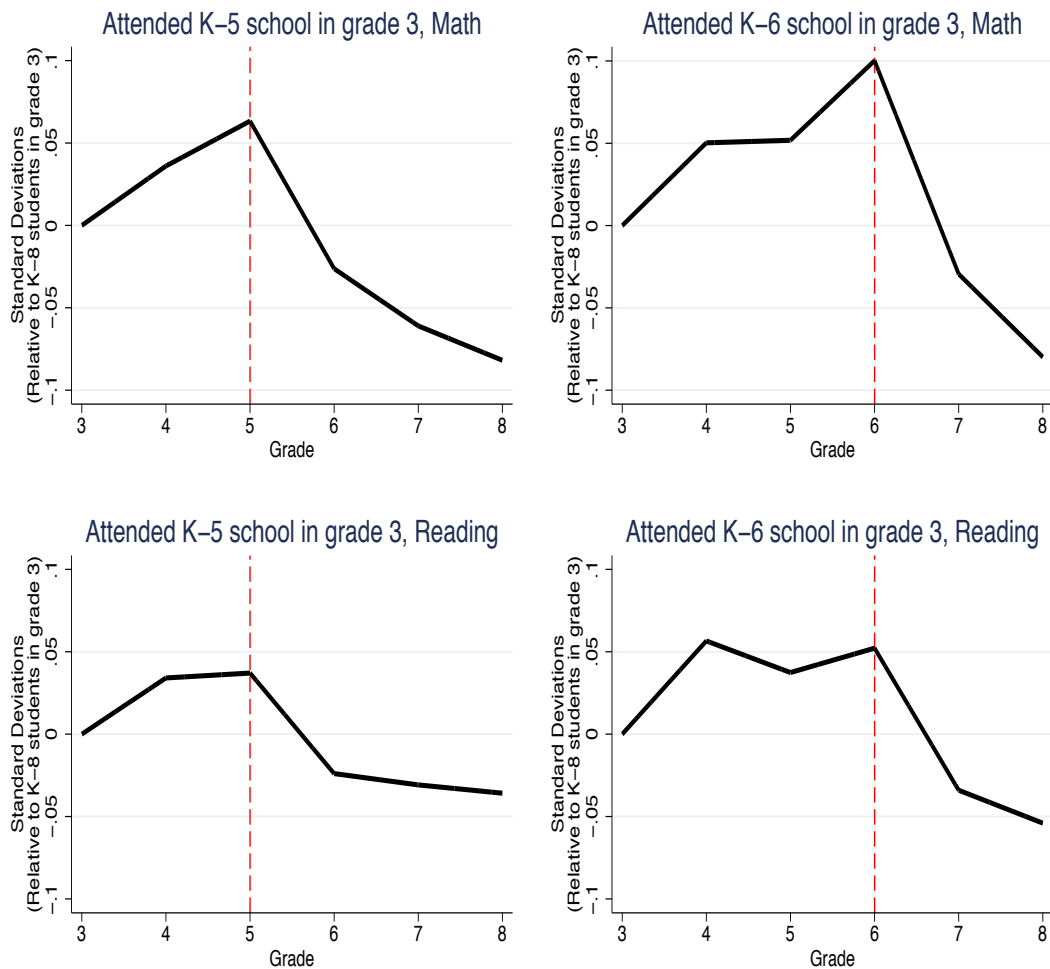 Attended K–5 school in grade 3, Math
Standard Deviations
(Relative to K–8 students in grade 3)
.1
.05
0
–.05
–.1
3 4 5 6 7 8
Grade
Attended K–6 school in grade 3, Math
Standard Deviations
(Relative to K–8 students in grade 3)
.1
.05
0
–.05
–.1
3 4 5 6 7 8
Grade
Attended K–5 school in grade 3, Reading
Standard Deviations
(Relative to K–8 students in grade 3)
.1
.05
0
–.05
–.1
3 4 5 6 7 8
Grade
Attended K–6 school in grade 3, Reading
Standard Deviations
(Relative to K–8 students in grade 3)
.1
.05
0
–.05
–.1
3 4 5 6 7 8
Grade